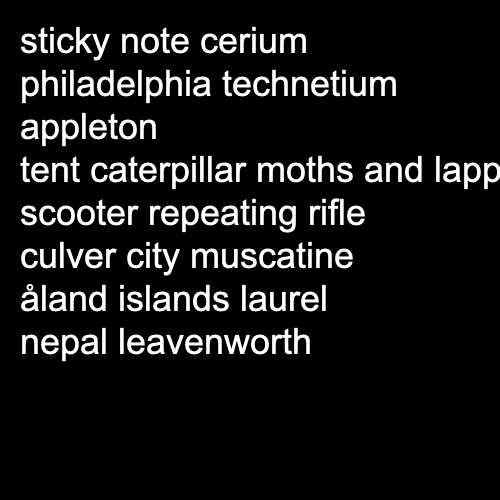 sticky note cerium
philadelphia technetium
appleton
tent caterpillar moths and lapp
scooter repeating rifle
culver city muscatine
åland islands laurel
nepal leavenworth